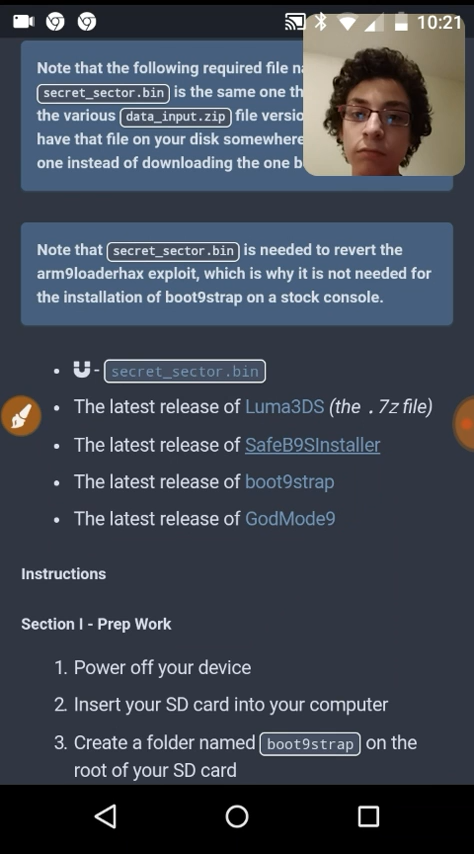 10:21
Note that the following required file
secret_sector.bin is the same one
the various data_input.zip file
have that file on your disk somewhere
one instead of downloading the one
Note that secret_sector.bin is needed to revert the
arm9loaderhax exploit, which is why it is not needed for
the installation of boot9strap on a stock console.
- secret_sector.bin
The latest release of Luma3DS (the .7z file)
The latest release of SafeB9SInstaller
The latest release of boot9strap
The latest release of GodMode9
Instructions
Section I - Prep Work
1. Power off your device
2. Insert your SD card into your computer
3. Create a folder named boot9strap on the
root of your SD card